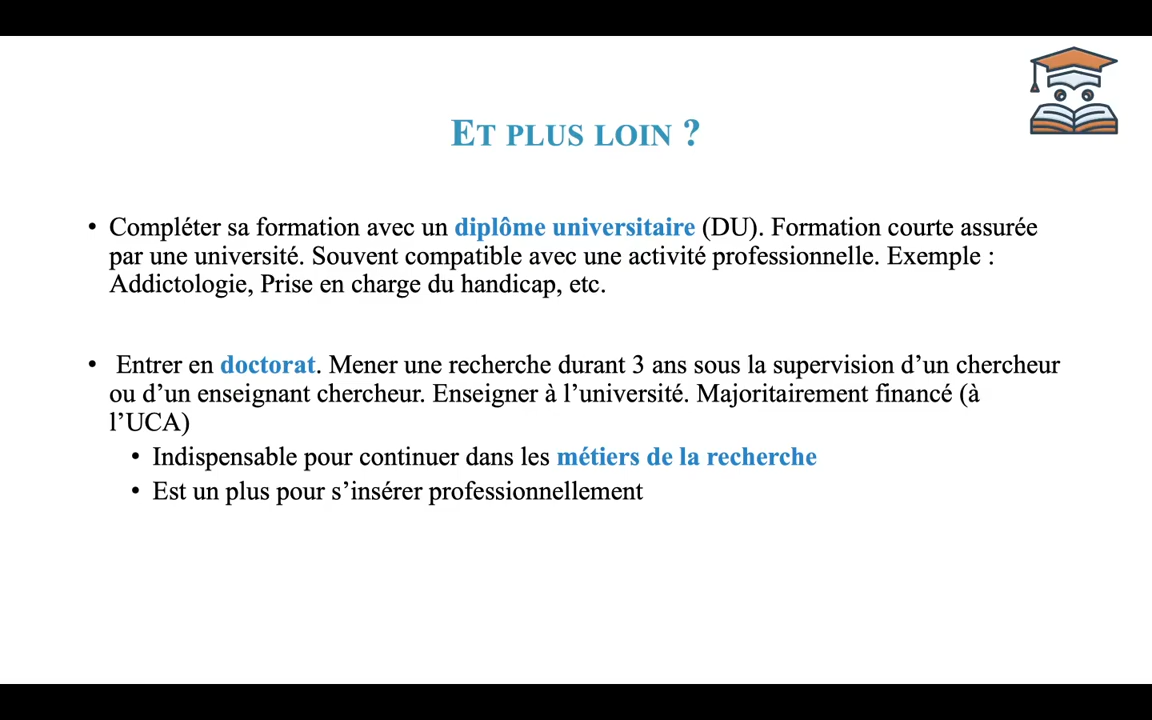 ET PLUS LOIN ?
• Compléter sa formation avec un diplôme universitaire (DU). Formation courte assurée
par une université. Souvent compatible avec une activité professionnelle. Exemple :
Addictologie, Prise en charge du handicap, etc.
• Entrer en doctorat. Mener une recherche durant 3 ans sous la supervision d’un chercheur
ou d’un enseignant chercheur. Enseigner à l’université. Majoritairement financé (à
l’UCA)
• Indispensable pour continuer dans les métiers de la recherche
• Est un plus pour s’insérer professionnellement